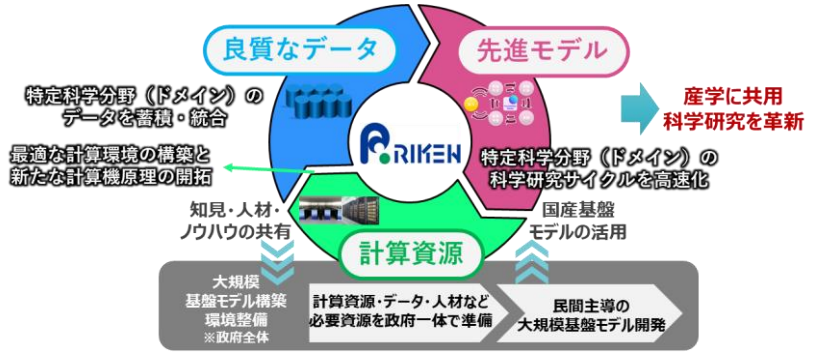 良質なデータ
先進モデル
特定科学分野（ドメイン）の
データを蓄積・統合
産学に共用
科学研究を革新
RIKEN
最適な計算環境の構築と
新たな計算機原理の開拓
特定科学分野（ドメイン）の
科学研究サイクルを高速化
知見・人材・
ノウハウの共有
国産基盤
モデルの活用
計算資源
大規模
基盤モデル構築
環境整備
※政府全体
計算資源・データ・人材など
必要資源を政府一体で準備
民間主導の
大規模基盤モデル開発